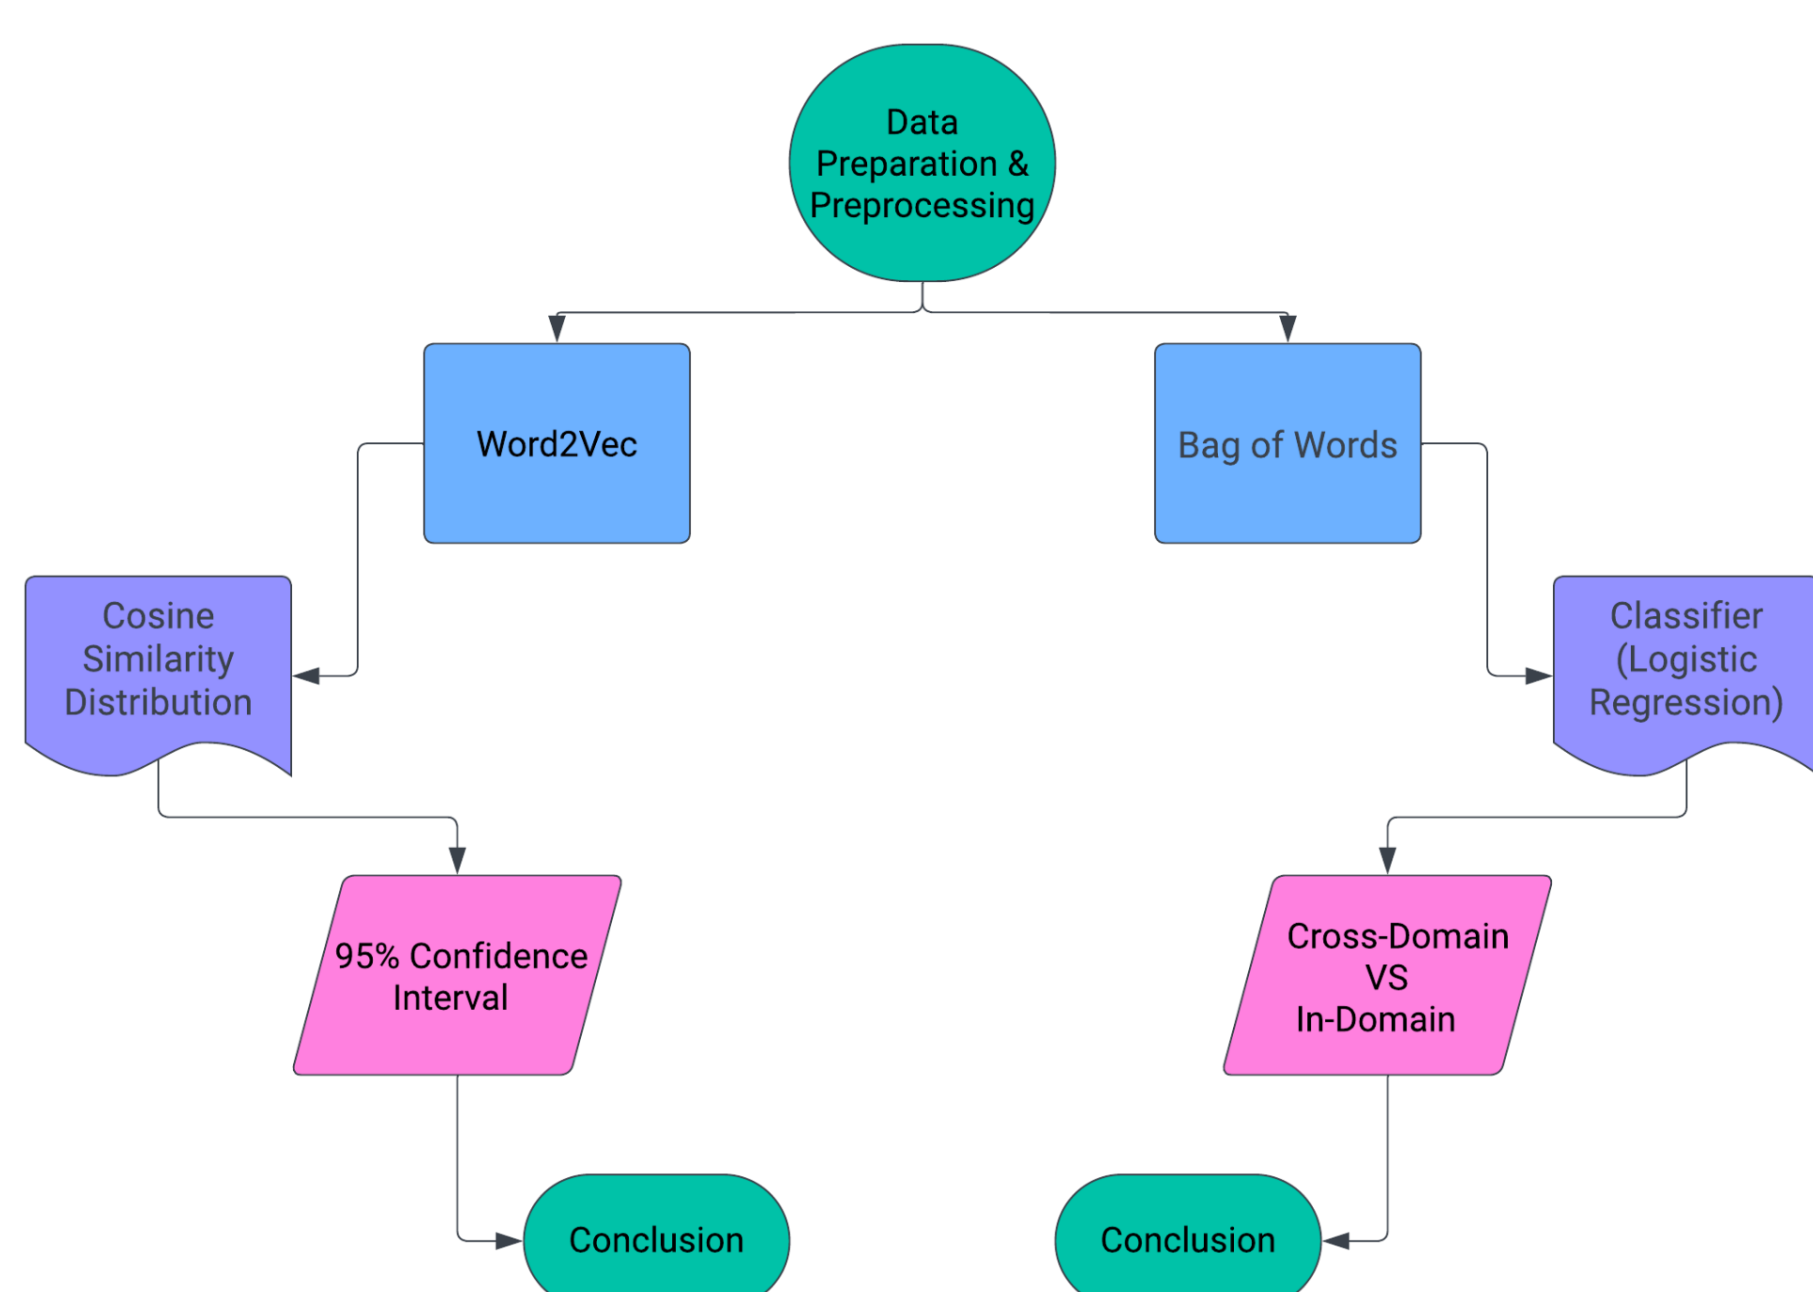 Data
Preparation &
Preprocessing
Word2Vec
Bag of Words
Cosine
Similarity
Distribution
Classifier
(Logistic
Regression)
95% Confidence
Interval
Cross-Domain
VS
In-Domain
Conclusion
Conclusion